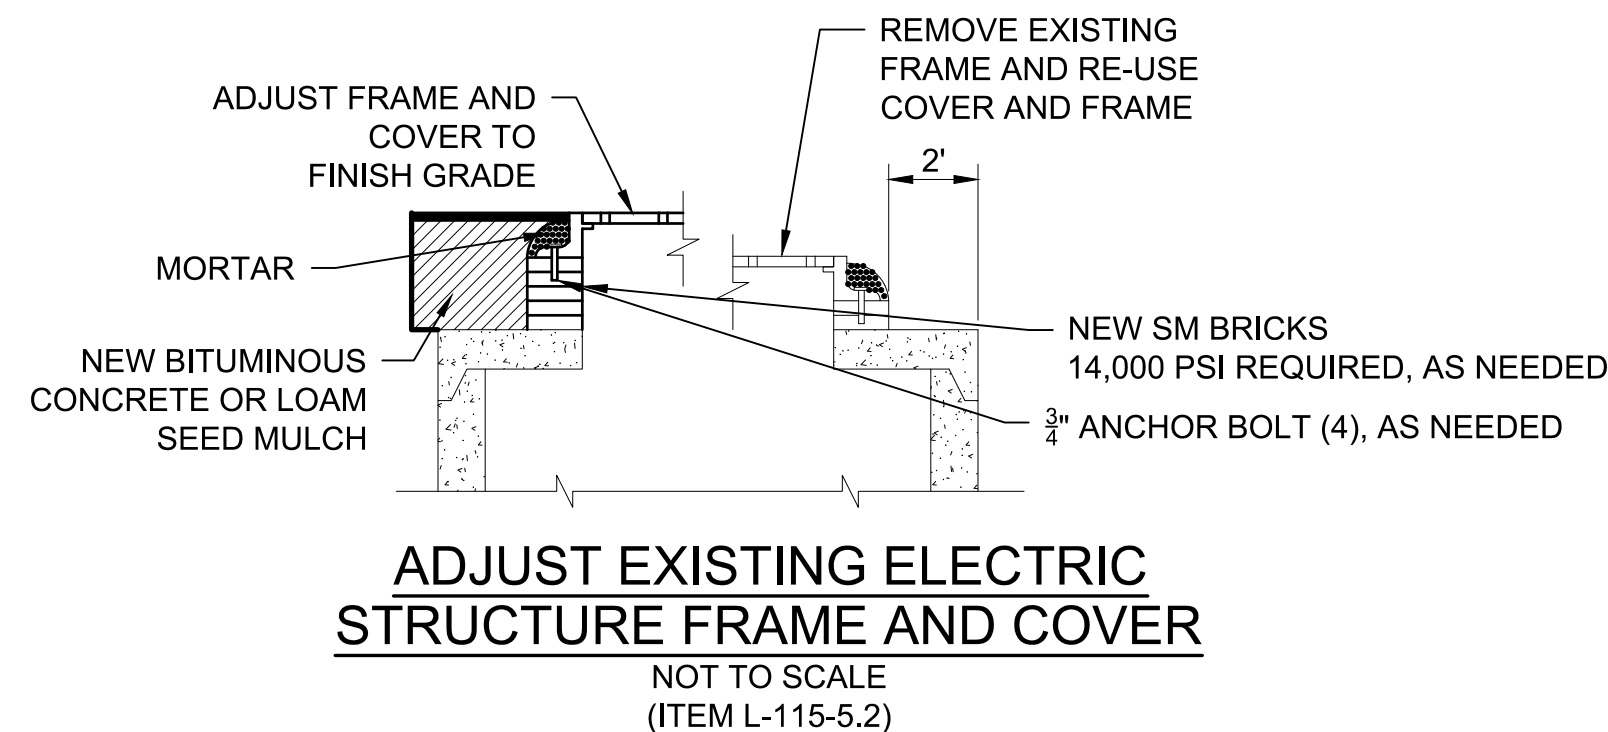 REMOVE EXISTING
FRAME AND RE-USE
COVER AND FRAME
ADJUST FRAME AND
COVER TO
FINISH GRADE
2'
MORTAR
NEW SM BRICKS
14,000 PSI REQUIRED, AS NEEDED
NEW BITUMINOUS
CONCRETE OR LOAM
SEED MULCH
3/4" ANCHOR BOLT (4), AS NEEDED
ADJUST EXISTING ELECTRIC
STRUCTURE FRAME AND COVER
NOT TO SCALE
(ITEM L-115-5.2)